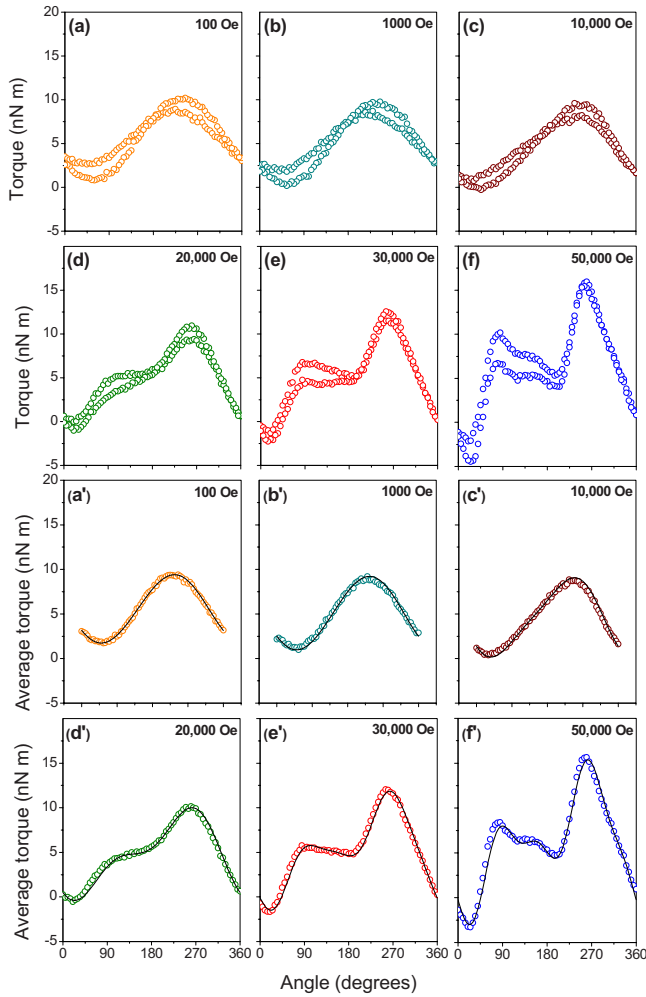 (a) 100 Oe (b) 1000 Oe (c) 10,000 Oe
20
15
10
5
0
-5
Torque (nN m)
(d) 20,000 Oe (e) 30,000 Oe (f) 50,000 Oe
15
10
5
0
-5
Torque (nN m)
20
(a') 100 Oe (b') 1000 Oe (c') 10,000 Oe
15
10
5
0
-5
Average torque (nN m)
(d') 20,000 Oe (e') 30,000 Oe (f') 50,000 Oe
15
10
5
0
-5
Average torque (nN m)
0 90 180 270 360 0 90 180 270 360 0 90 180 270 360
Angle (degrees)